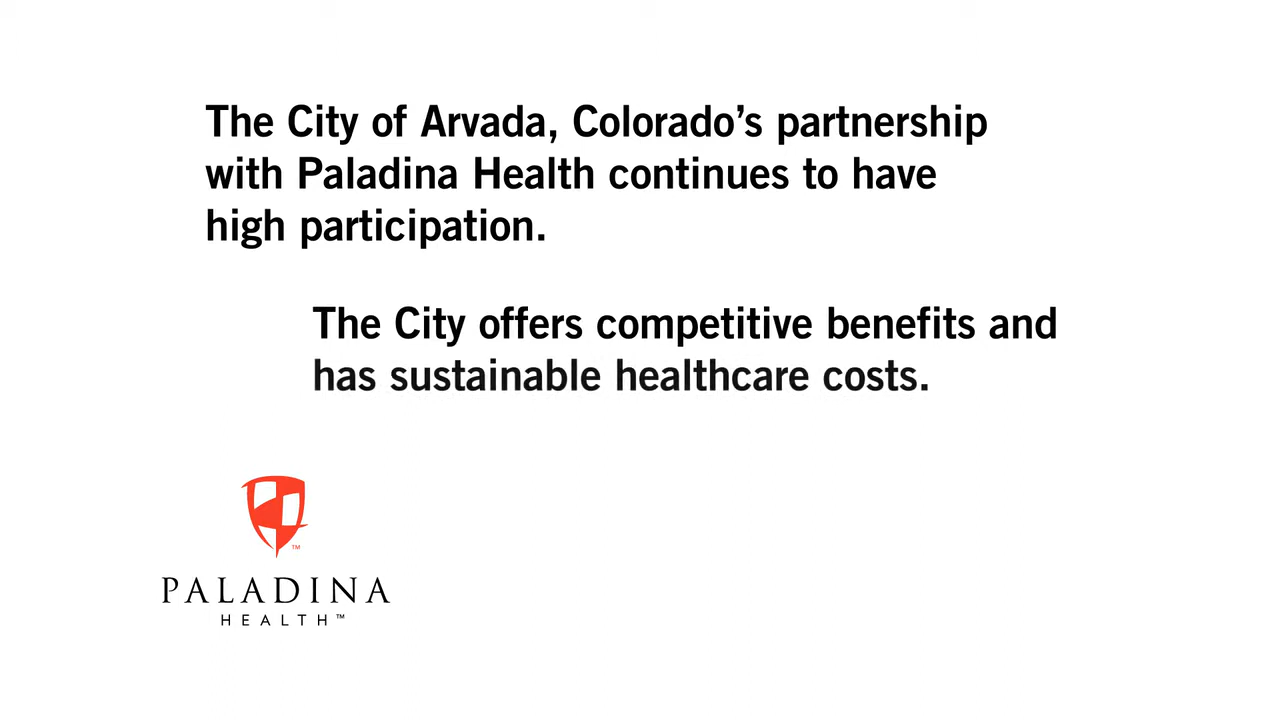 The City of Arvada, Colorado’s partnership
with Paladina Health continues to have
high participation.
The City offers competitive benefits and
has sustainable healthcare costs.
™
PALADINA
HEALTH™